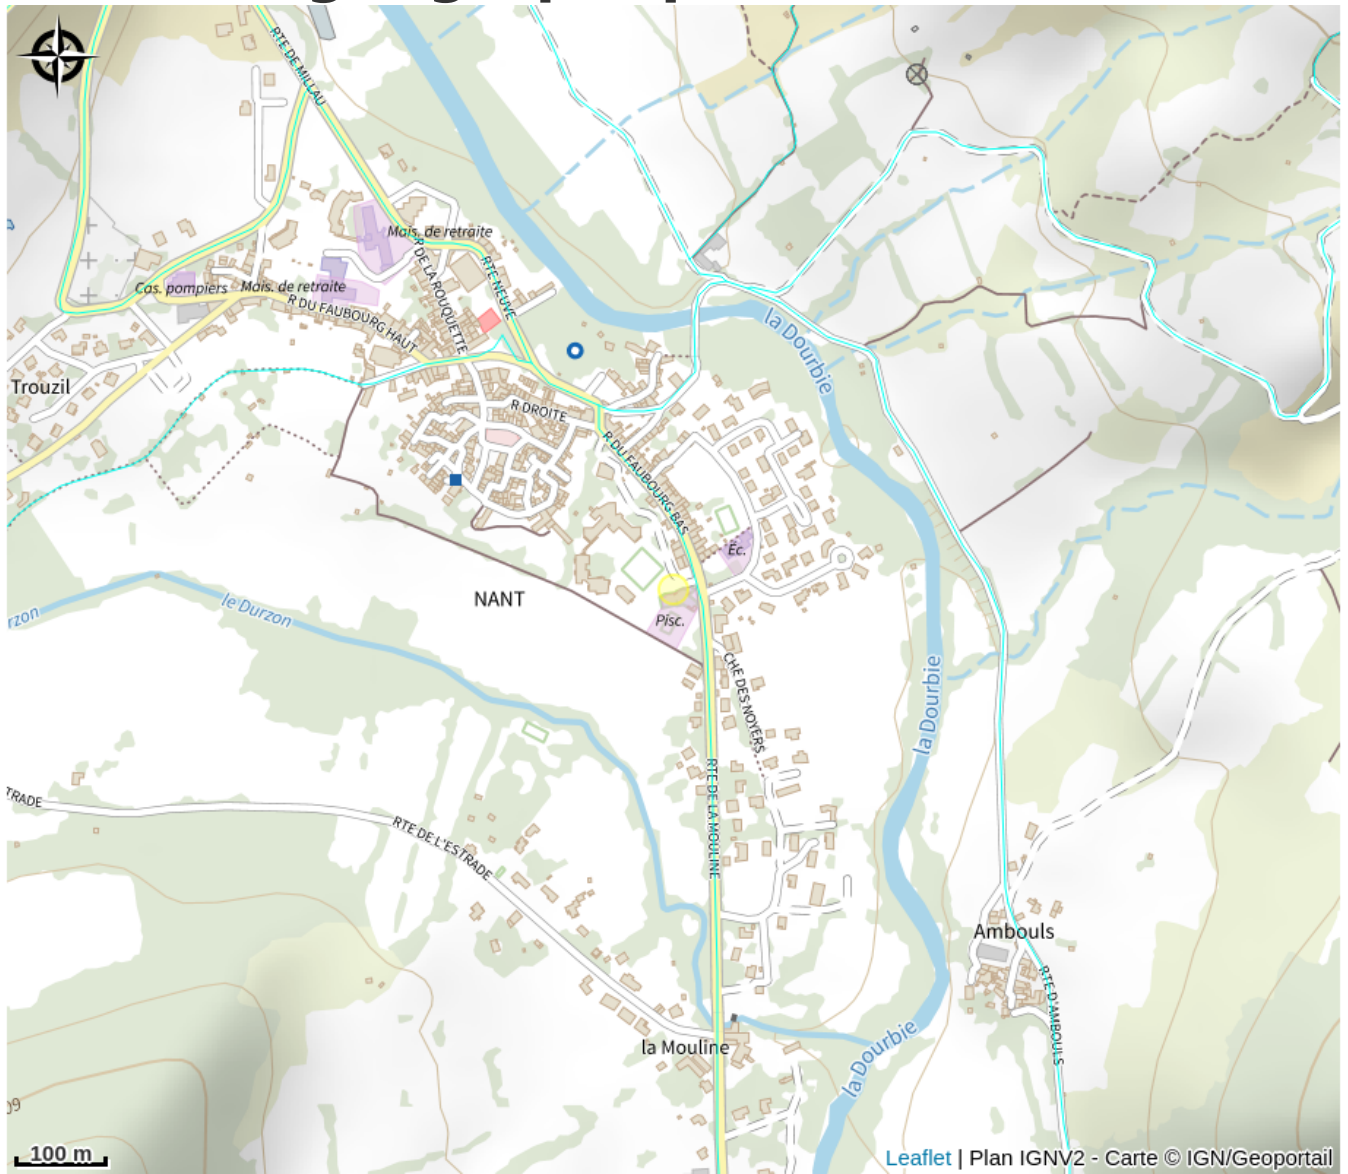 RTE DE MILLAU
Mais. de retraite
R DE LA ROUQUETTE
RTE NEUVE
Cas. pompiers
Mais. de retraite
R DU FAUBOURG HAUT
la Dourbie
Trouzil
R DROITE
R DU FAUBOURG BAS
Éc.
le Durzon
rzon
NANT
Pisc.
CHE DES NOYERS
la Dourbie
TRADE
RTE DE L'ESTRADE
RTE DE LA MOULINE
Ambouls
RTE D'AMBOULS
la Mouline
la Dourbie
100 m
Leaflet | Plan IGNV2 - Carte © IGN/Geoportail